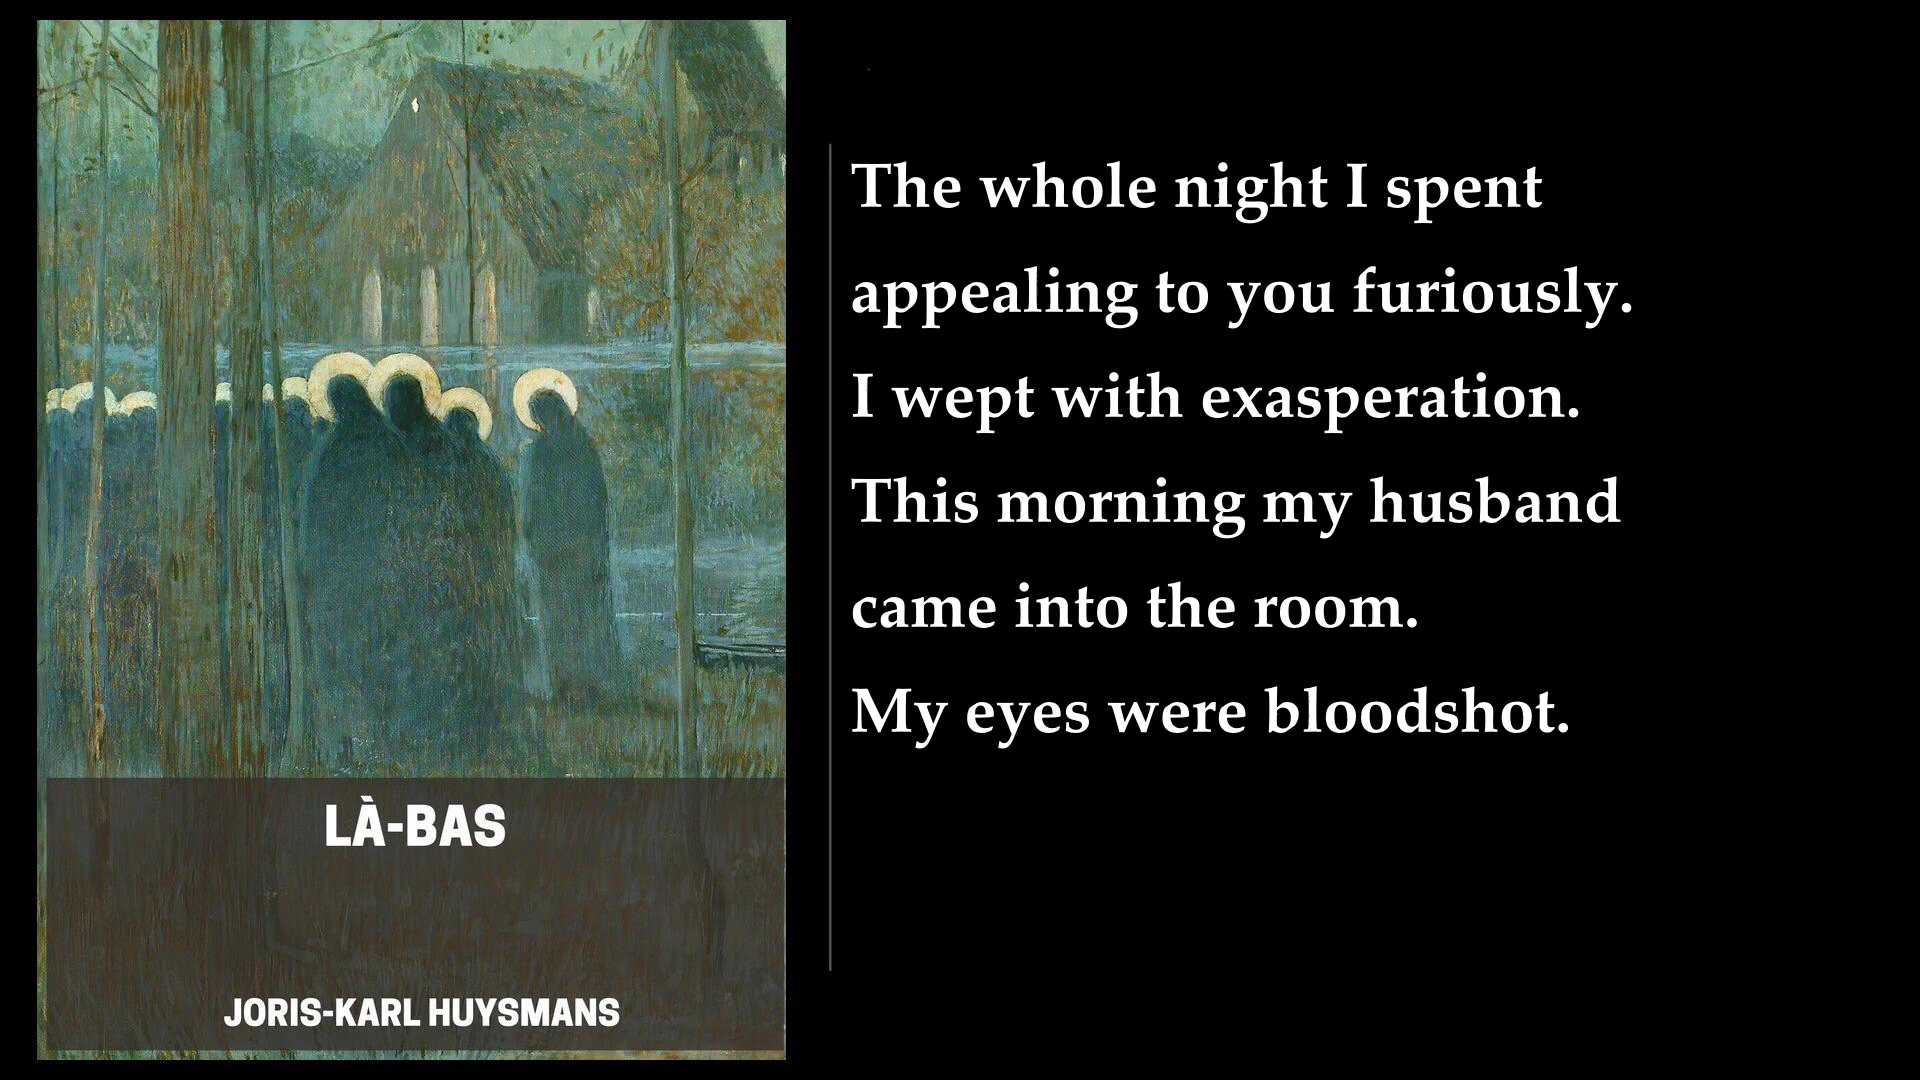 LÀ-BAS
JORIS-KARL HUYSMANS
The whole night I spent
appealing to you furiously.
I wept with exasperation.
This morning my husband
came into the room.
My eyes were bloodshot.